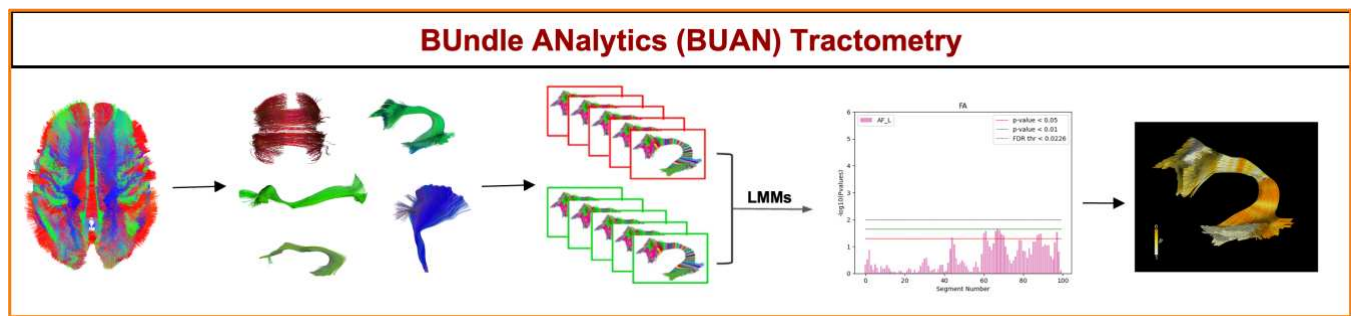 BUndle ANalytics (BUAN) Tractometry
LMMs
FA
AF_L
p-value < 0.05
p-value < 0.01
FDR thr < 0.0226
-log10(Pvalues)
6
5
4
3
2
1
0
0 20 40 60 80 100
Segment Number